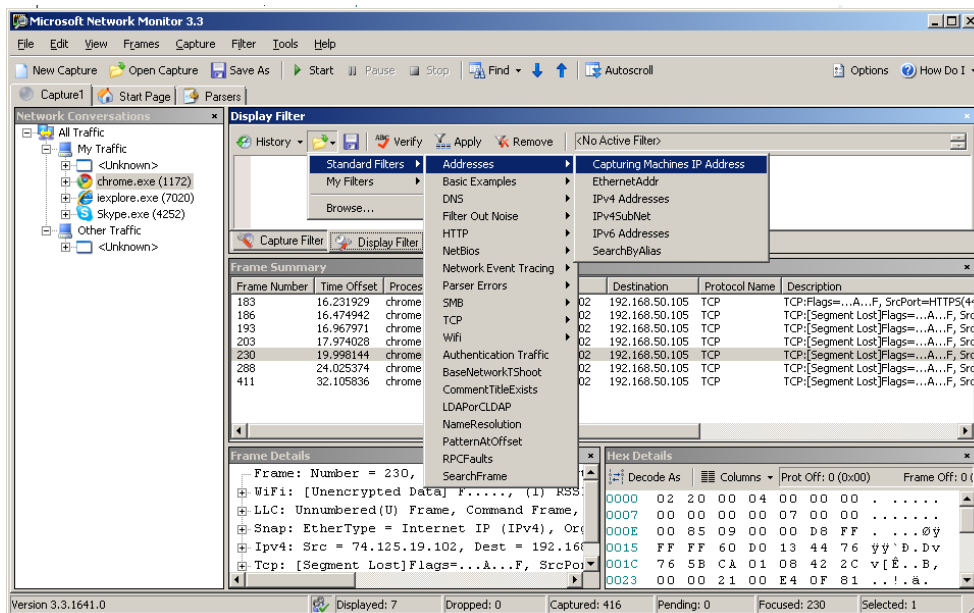 Microsoft Network Monitor 3.3
File Edit View Frames Capture Filter Tools Help
New Capture Open Capture Save As Start Pause Stop Find Autoscroll Options How Do I
Capture1 Start Page Parsers
Network Conversations
All Traffic
My Traffic
<Unknown>
chrome.exe (1172)
iexplore.exe (7020)
Skype.exe (4252)
Other Traffic
<Unknown>
Display Filter
History Verify Apply Remove <No Active Filter>
Standard Filters
My Filters
Browse...
Addresses
Basic Examples
DNS
Filter Out Noise
HTTP
NetBios
Network Event Tracing
Parser Errors
SMB
TCP
Wifi
Authentication Traffic
BaseNetworkTShoot
CommentTitleExists
LDAPorCLDAP
NameResolution
PatternAtOffset
RPCFaults
SearchFrame
Capturing Machines IP Address
EthernetAddr
IPv4 Addresses
IPv4SubNet
IPv6 Addresses
SearchByAlias
Capture Filter Display Filter
Frame Summary
Frame Number Time Offset Proces Destination Protocol Name Description
183 16.231929 chrome 02 192.168.50.105 TCP TCP:Flags=...A...F, SrcPort=HTTPS(44
186 16.474942 chrome 02 192.168.50.105 TCP TCP:[Segment Lost]Flags=...A...F, Src
193 16.967971 chrome 02 192.168.50.105 TCP TCP:[Segment Lost]Flags=...A...F, Src
203 17.974028 chrome 02 192.168.50.105 TCP TCP:[Segment Lost]Flags=...A...F, Src
230 19.998144 chrome 02 192.168.50.105 TCP TCP:[Segment Lost]Flags=...A...F, Src
288 24.025374 chrome 02 192.168.50.105 TCP TCP:[Segment Lost]Flags=...A...F, Src
411 32.105836 chrome 02 192.168.50.105 TCP TCP:[Segment Lost]Flags=...A...F, Src
Frame Details
Frame: Number = 230,
WiFi: [Unencrypted Data] F....., (I) RSS
LLC: Unnumbered(U) Frame, Command Frame,
Snap: EtherType = Internet IP (IPv4), Orc
Ipv4: Src = 74.125.19.102, Dest = 192.168
Tcp: [Segment Lost]Flags=...A...F, SrcPor
Hex Details
Decode As Columns Prot Off: 0 (0x00) Frame Off: 0 (
0000 02 20 00 04 00 00 00 . . . . . . .
0007 00 00 00 00 07 00 00 . . . . . . .
000E 00 85 09 00 00 D8 FF . . . . Øÿ
0015 FF FF 60 D0 13 44 76 ÿÿ`Ð.Dv
001C 76 5B CA 01 08 42 2C v[Ê..B,
0023 00 00 21 00 E4 0F 81 ..!.ä.
Version 3.3.1641.0 Displayed: 7 Dropped: 0 Captured: 416 Pending: 0 Focused: 230 Selected: 1